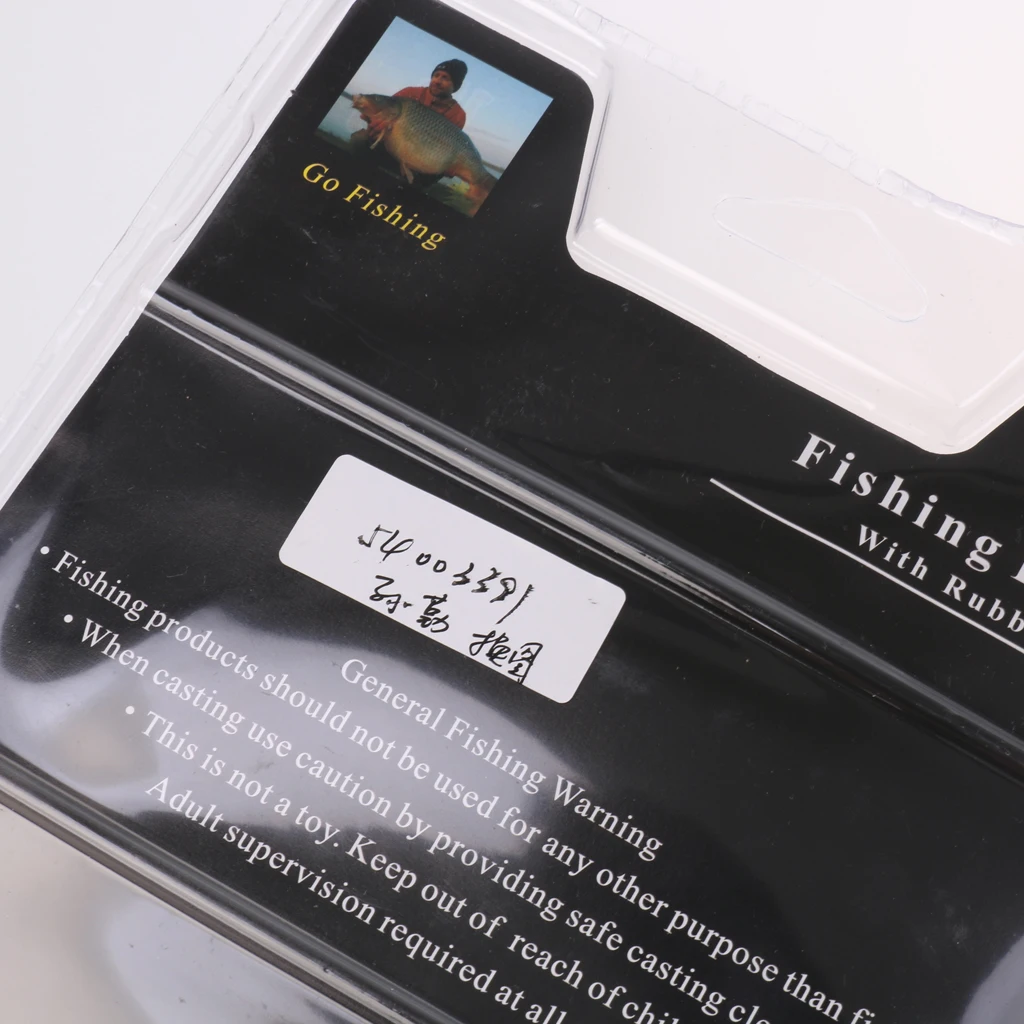 Go Fishing
Fishing
With Rubb
54003391
General Fishing Warning
• Fishing products should not be used for any other purpose than fi
• When casting use caution by providing safe casting cle
• This is not a toy. Keep out of reach of chil
Adult supervision required at all